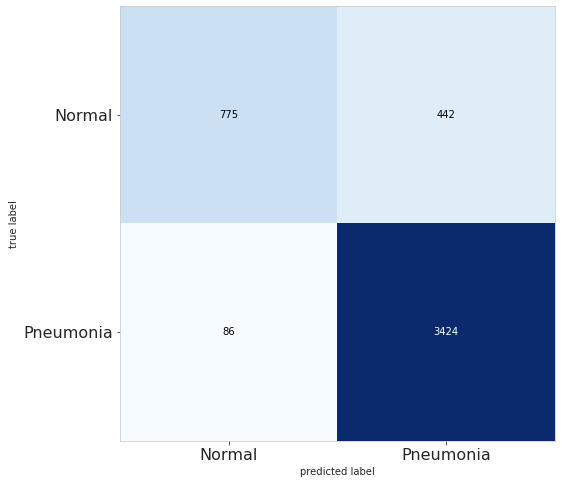 Normal
775
442
true label
Pneumonia
86
3424
Normal
Pneumonia
predicted label